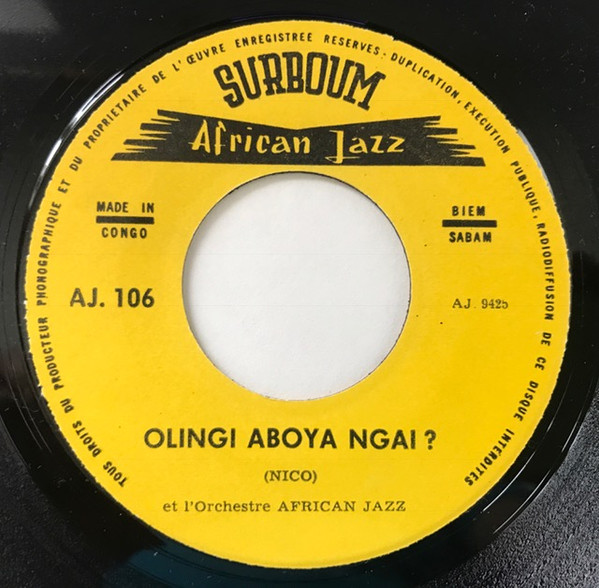 TOUS DROITS DU PRODUCTEUR PHONOGRAPHIQUE ET DU PROPRIETAIRE DE L'ŒUVRE ENREGISTREE RESERVES - DUPLICATION, EXECUTION PUBLIQUE, RADIODIFFUSION DE CE DISQUE INTERDITES
SURBOUM
African Jazz
MADE IN
CONGO
BIEM
SABAM
AJ. 106
AJ. 9425
OLINGI ABOYA NGAI ?
(NICO)
et l'Orchestre AFRICAN JAZZ